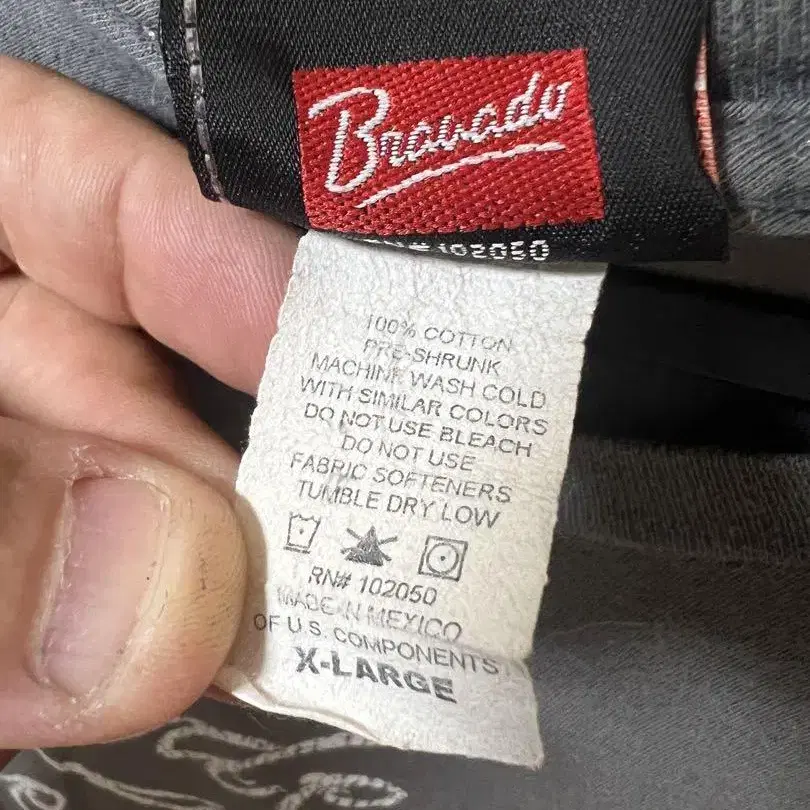 Bravado
RN# 102050
100% COTTON
PRE-SHRUNK
MACHINE WASH COLD
WITH SIMILAR COLORS
DO NOT USE BLEACH
DO NOT USE
FABRIC SOFTENERS
TUMBLE DRY LOW
RN# 102050
MADE IN MEXICO
OF U.S. COMPONENTS
X-LARGE